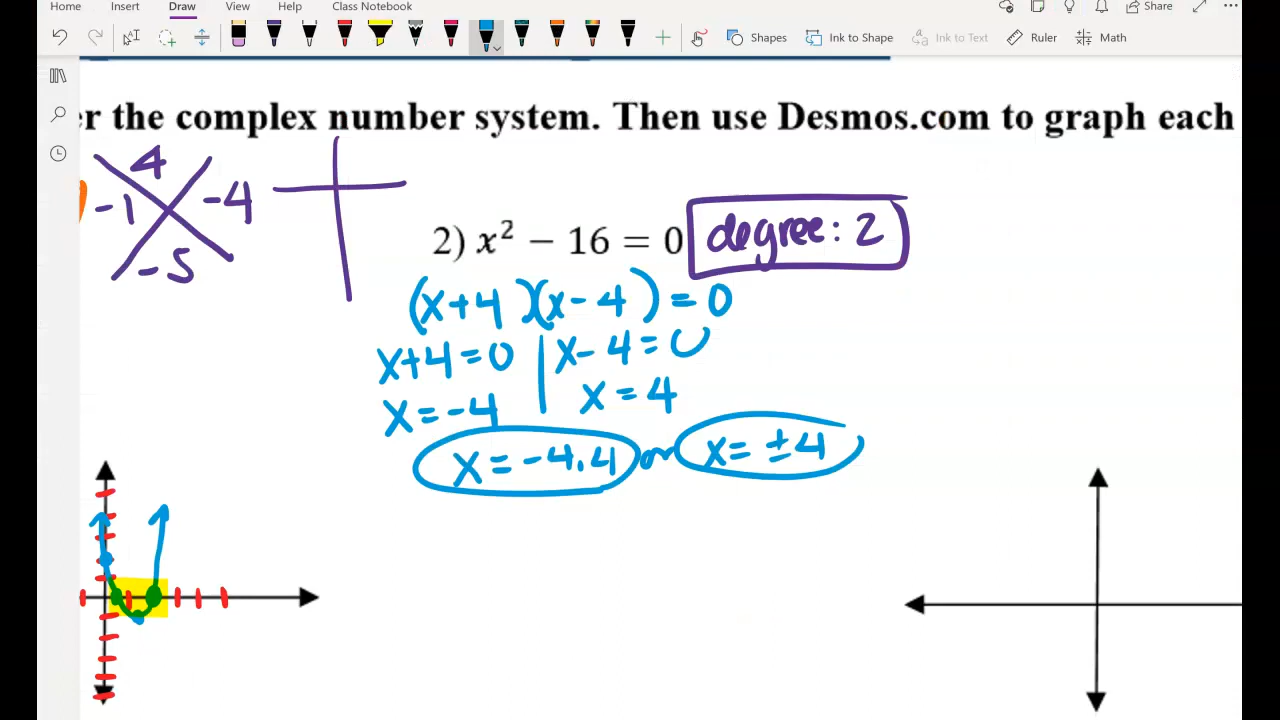 Home Insert Draw View Help Class Notebook Share
Shapes Ink to Shape Ink to Text Ruler Math
er the complex number system. Then use Desmos.com to graph each
4
-1 -4
-5
2) x² − 16 = 0 degree: 2
(x+4)(x-4) = 0
x+4=0 | x-4=0
x=-4 x=4
x=-4,4 or x=±4